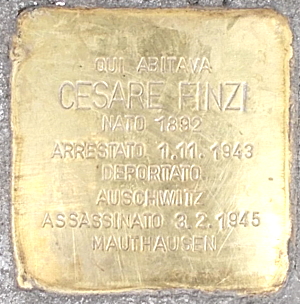 QUI ABITAVA
CESARE FINZI
NATO 1892
ARRESTATO 1.11.1943
DEPORTATO
AUSCHWITZ
ASSASSINATO 3.2.1945
MAUTHAUSEN